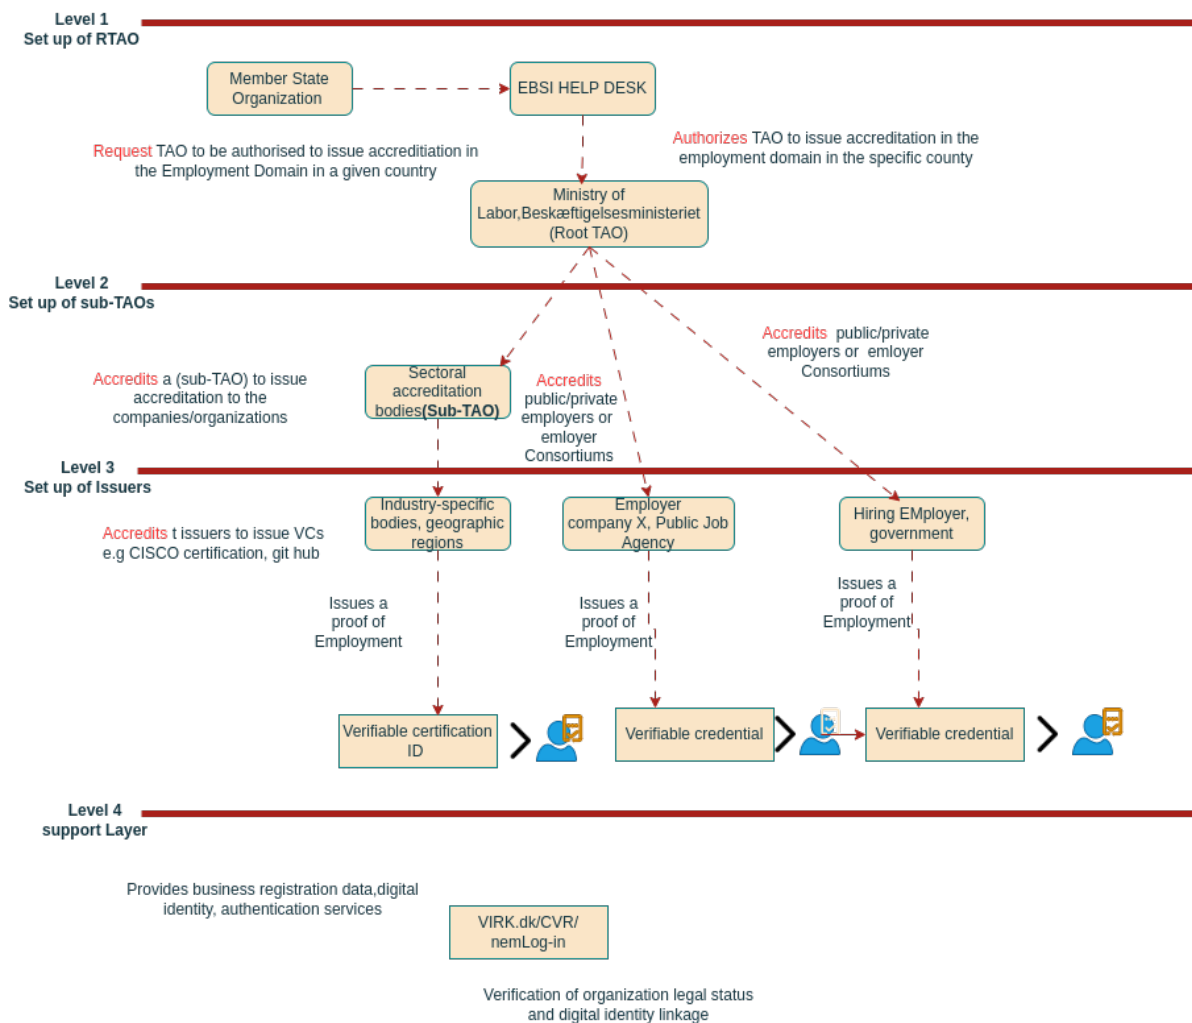 Level 1
Set up of RTAO
Member State
Organization
EBSI HELP DESK
Request TAO to be authorised to issue accreditiation in
the Employment Domain in a given country
Authorizes TAO to issue accreditation in the
employment domain in the specific county
Ministry of
Labor,Beskæftigelsesministeriet
(Root TAO)
Level 2
Set up of sub-TAOs
Accredits public/private
employers or emloyer
Consortiums
Accredits a (sub-TAO) to issue
accreditation to the
companies/organizations
Sectoral
accreditation
bodies(Sub-TAO)
Accredits
public/private
employers or
emloyer
Consortiums
Level 3
Set up of Issuers
Accredits t issuers to issue VCs
e.g CISCO certification, git hub
Industry-specific
bodies, geographic
regions
Employer
company X, Public Job
Agency
Hiring EMployer,
government
Issues a
proof of
Employment
Issues a
proof of
Employment
Issues a
proof of
Employment
Verifiable certification
ID
Verifiable credential
Verifiable credential
Level 4
support Layer
Provides business registration data,digital
identity, authentication services
VIRK.dk/CVR/
nemLog-in
Verification of organization legal status
and digital identity linkage